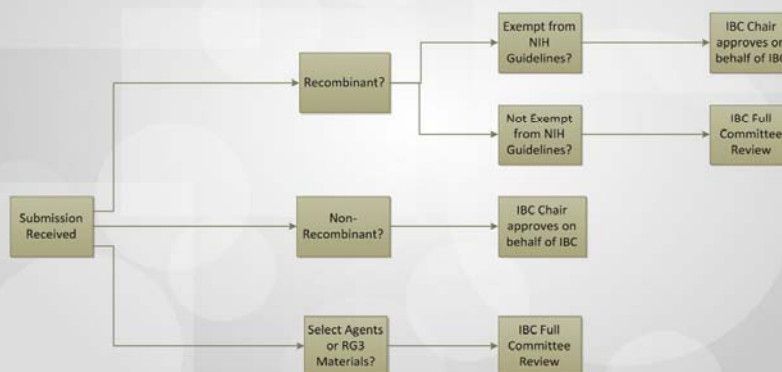 Exempt from
NIH
Guidelines?
IBC Chair
approves on
behalf of IBC
Recombinant?
Not Exempt
from NIH
Guidelines?
IBC Full
Committee
Review
Submission
Received
Non-
Recombinant?
IBC Chair
approves on
behalf of IBC
Select Agents
or RG3
Materials?
IBC Full
Committee
Review